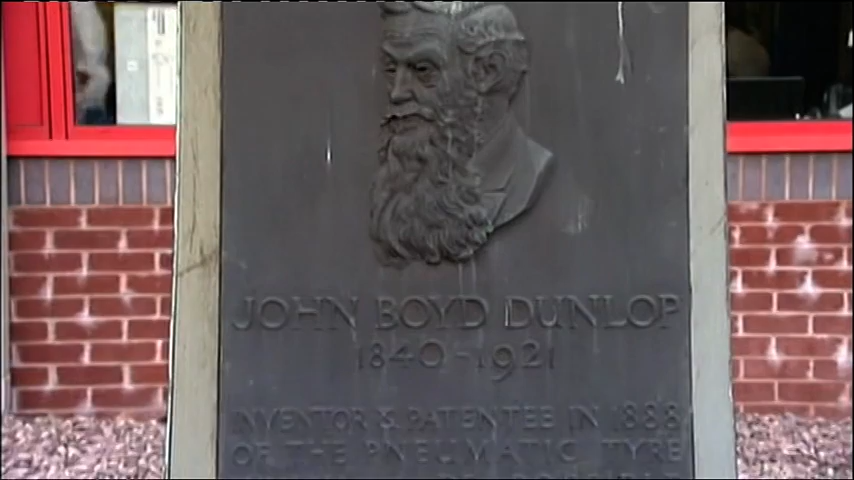 JOHN BOYD DUNLOP
1840-1921
INVENTOR & PATENTEE IN 1888
OF THE PNEUMATIC TYRE